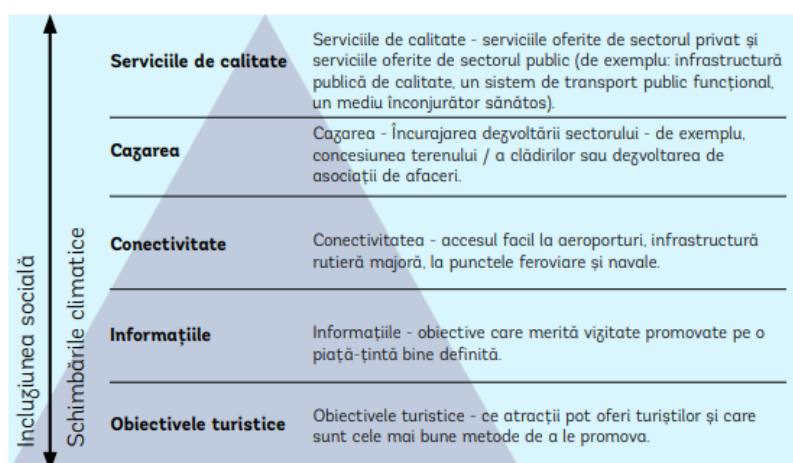 Serviciile de calitate
Serviciile de calitate - serviciile oferite de sectorul privat și
serviciile oferite de sectorul public (de exemplu: infrastructură
publică de calitate, un sistem de transport public funcțional,
un mediu înconjurător sănătos).
Cazarea
Cazarea - Încurajarea dezvoltării sectorului - de exemplu,
concesiunea terenului / a clădirilor sau dezvoltarea de
asociații de afaceri.
Conectivitate
Conectivitatea - accesul facil la aeroporturi, infrastructură
rutieră majoră, la punctele feroviare și navale.
Informațiile
Informațiile - obiective care merită vizitate promovate pe o
piață-țintă bine definită.
Obiectivele turistice
Obiectivele turistice - ce atracții pot oferi turiștilor și care
sunt cele mai bune metode de a le promova.
Incluziunea socială
Schimbările climatice